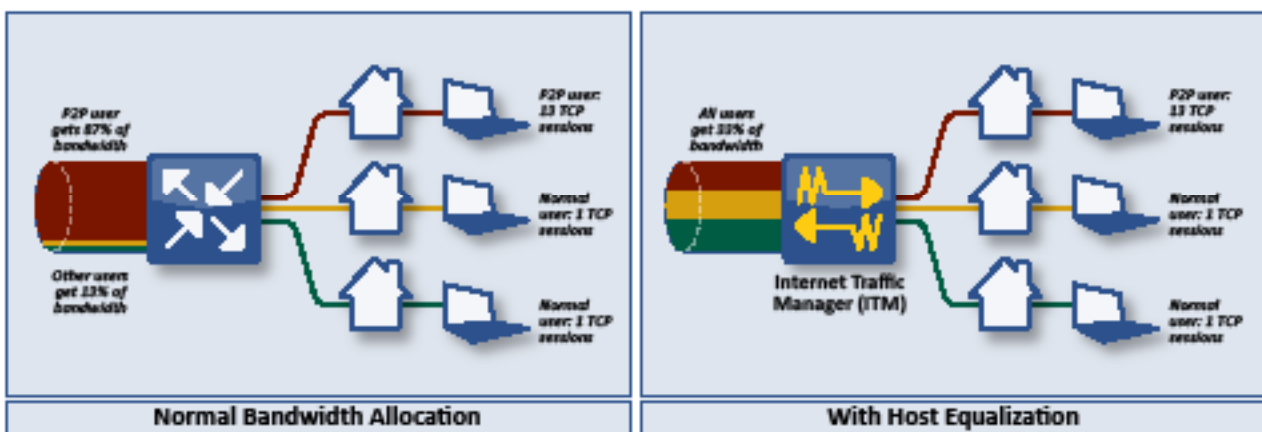 P2P user
gets 87% of
bandwidth
Other users
get 13% of
bandwidth
P2P user:
13 TCP
sessions
Normal
user: 1 TCP
sessions
Normal
user: 1 TCP
sessions
Normal Bandwidth Allocation
All users
get 33% of
bandwidth
Internet Traffic
Manager (ITM)
P2P user:
13 TCP
sessions
Normal
user: 1 TCP
sessions
Normal
user: 1 TCP
sessions
With Host Equalization